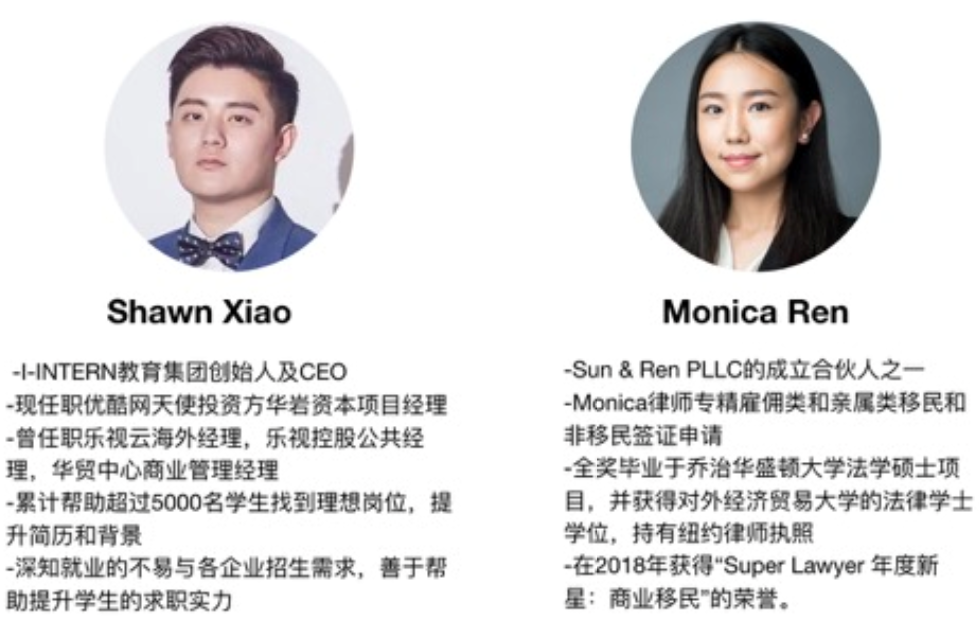 Shawn Xiao
-I-INTERN教育集团创始人及CEO
-现任职优酷网天使投资方华岩资本项目经理
-曾任职乐视云海外经理，乐视控股公共经
理，华贸中心商业管理经理
-累计帮助超过5000名学生找到理想岗位，提
升简历和背景
-深知就业的不易与各企业招生需求，善于帮
助提升学生的求职实力
Monica Ren
-Sun & Ren PLLC的成立合伙人之一
-Monica律师专精雇佣类和亲属类移民和
非移民签证申请
-全奖毕业于乔治华盛顿大学法学硕士项
目，并获得对外经济贸易大学的法律学士
学位，持有纽约律师执照
-在2018年获得“Super Lawyer 年度新
星：商业移民”的荣誉。